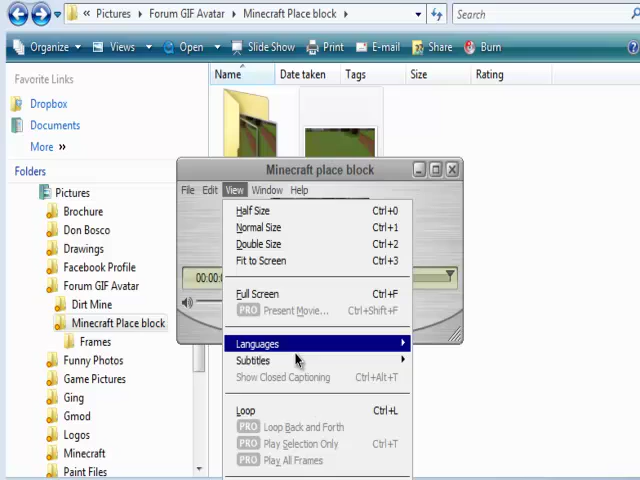 « Pictures › Forum GIF Avatar › Minecraft Place block › Search
Organize Views Open Slide Show Print E-mail Share Burn
Favorite Links
Dropbox
Documents
More »
Folders
Pictures
Brochure
Don Bosco
Drawings
Facebook Profile
Forum GIF Avatar
Dirt Mine
Minecraft Place block
Frames
Funny Photos
Game Pictures
Ging
Gmod
Logos
Minecraft
Paint Files
Name Date taken Tags Size Rating
Minecraft place block
File Edit View Window Help
00:00:
Half Size Ctrl+0
Normal Size Ctrl+1
Double Size Ctrl+2
Fit to Screen Ctrl+3
Full Screen Ctrl+F
PRO Present Movie... Ctrl+Shift+F
Languages
Subtitles
Show Closed Captioning Ctrl+Alt+T
Loop Ctrl+L
PRO Loop Back and Forth
PRO Play Selection Only Ctrl+T
PRO Play All Frames